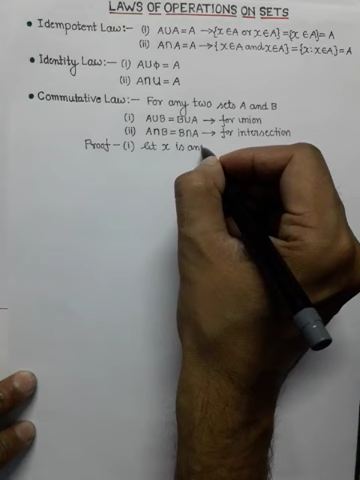 LAWS OF OPERATIONS ON SETS
• Idempotent Law:– (i) A∪A = A → {x∈A or x∈A} = {x∈A} = A
(ii) A∩A = A → {x∈A and x∈A} = {x:x∈A} = A
• Identity Law:– (i) A∪Φ = A
(ii) A∩U = A
• Commutative Law:– For any two sets A and B
(i) A∪B = B∪A → for union
(ii) A∩B = B∩A → for intersection
Proof – (i) let x is any